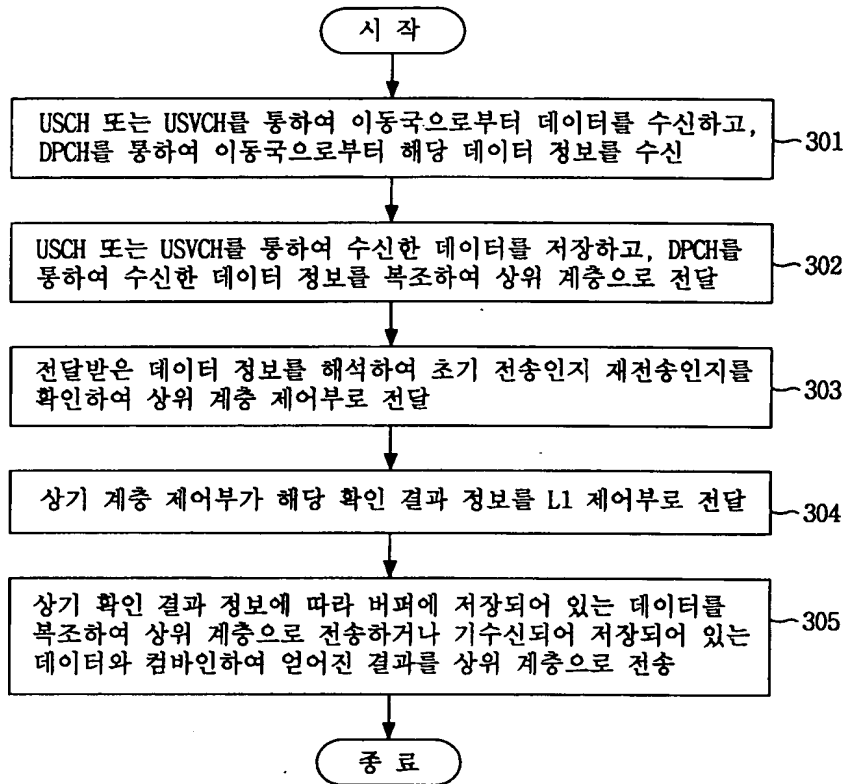 시 작
USCH 또는 USVCH를 통하여 이동국으로부터 데이터를 수신하고,
DPCH를 통하여 이동국으로부터 해당 데이터 정보를 수신
301
USCH 또는 USVCH를 통하여 수신한 데이터를 저장하고, DPCH를
통하여 수신한 데이터 정보를 복조하여 상위 계층으로 전달
302
전달받은 데이터 정보를 해석하여 초기 전송인지 재전송인지를
확인하여 상위 계층 제어부로 전달
303
상기 계층 제어부가 해당 확인 결과 정보를 L1 제어부로 전달
304
상기 확인 결과 정보에 따라 버퍼에 저장되어 있는 데이터를
복조하여 상위 계층으로 전송하거나 기수신되어 저장되어 있는
데이터와 컴바인하여 얻어진 결과를 상위 계층으로 전송
305
종 료